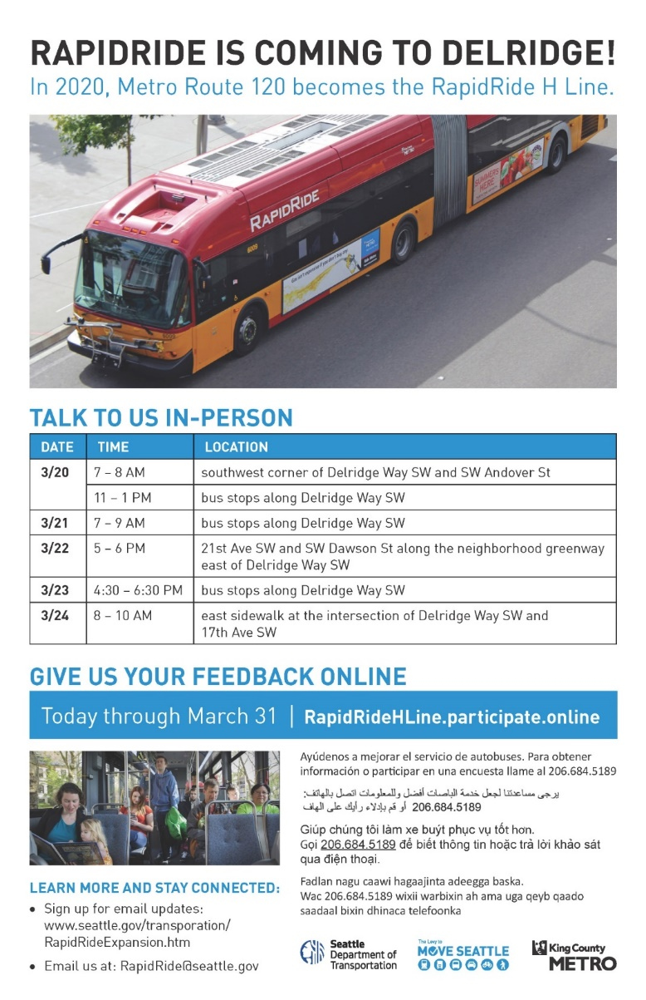 RAPIDRIDE IS COMING TO DELRIDGE!
In 2020, Metro Route 120 becomes the RapidRide H Line.
RAPIDRIDE
SUMMER'S
HERE
TALK TO US IN-PERSON
DATE TIME LOCATION
3/20 7 – 8 AM southwest corner of Delridge Way SW and SW Andover St
11 – 1 PM bus stops along Delridge Way SW
3/21 7 – 9 AM bus stops along Delridge Way SW
3/22 5 – 6 PM 21st Ave SW and SW Dawson St along the neighborhood greenway
east of Delridge Way SW
3/23 4:30 – 6:30 PM bus stops along Delridge Way SW
3/24 8 – 10 AM east sidewalk at the intersection of Delridge Way SW and
17th Ave SW
GIVE US YOUR FEEDBACK ONLINE
Today through March 31 | RapidRideHLine.participate.online
Ayúdenos a mejorar el servicio de autobuses. Para obtener
información o participar en una encuesta llame al 206.684.5189
يرجى مساعدتنا لجعل خدمة الباصات أفضل وللمعلومات اتصل بالهاتف:
206.684.5189 أو قم بإدلاء رأيك على الهاف
Giúp chúng tôi làm xe buýt phục vụ tốt hơn.
Gọi 206.684.5189 để biết thông tin hoặc trả lời khảo sát
qua điện thoại.
Fadlan nagu caawi hagaajinta adeegga baska.
Wac 206.684.5189 wixii warbixin ah ama uga qeyb qaado
saadaal bixin dhinaca telefoonka
LEARN MORE AND STAY CONNECTED:
• Sign up for email updates:
www.seattle.gov/transporation/
RapidRideExpansion.htm
• Email us at: RapidRide@seattle.gov
Seattle
Department of
Transportation
The Levy to
MOVE SEATTLE
King County
METRO